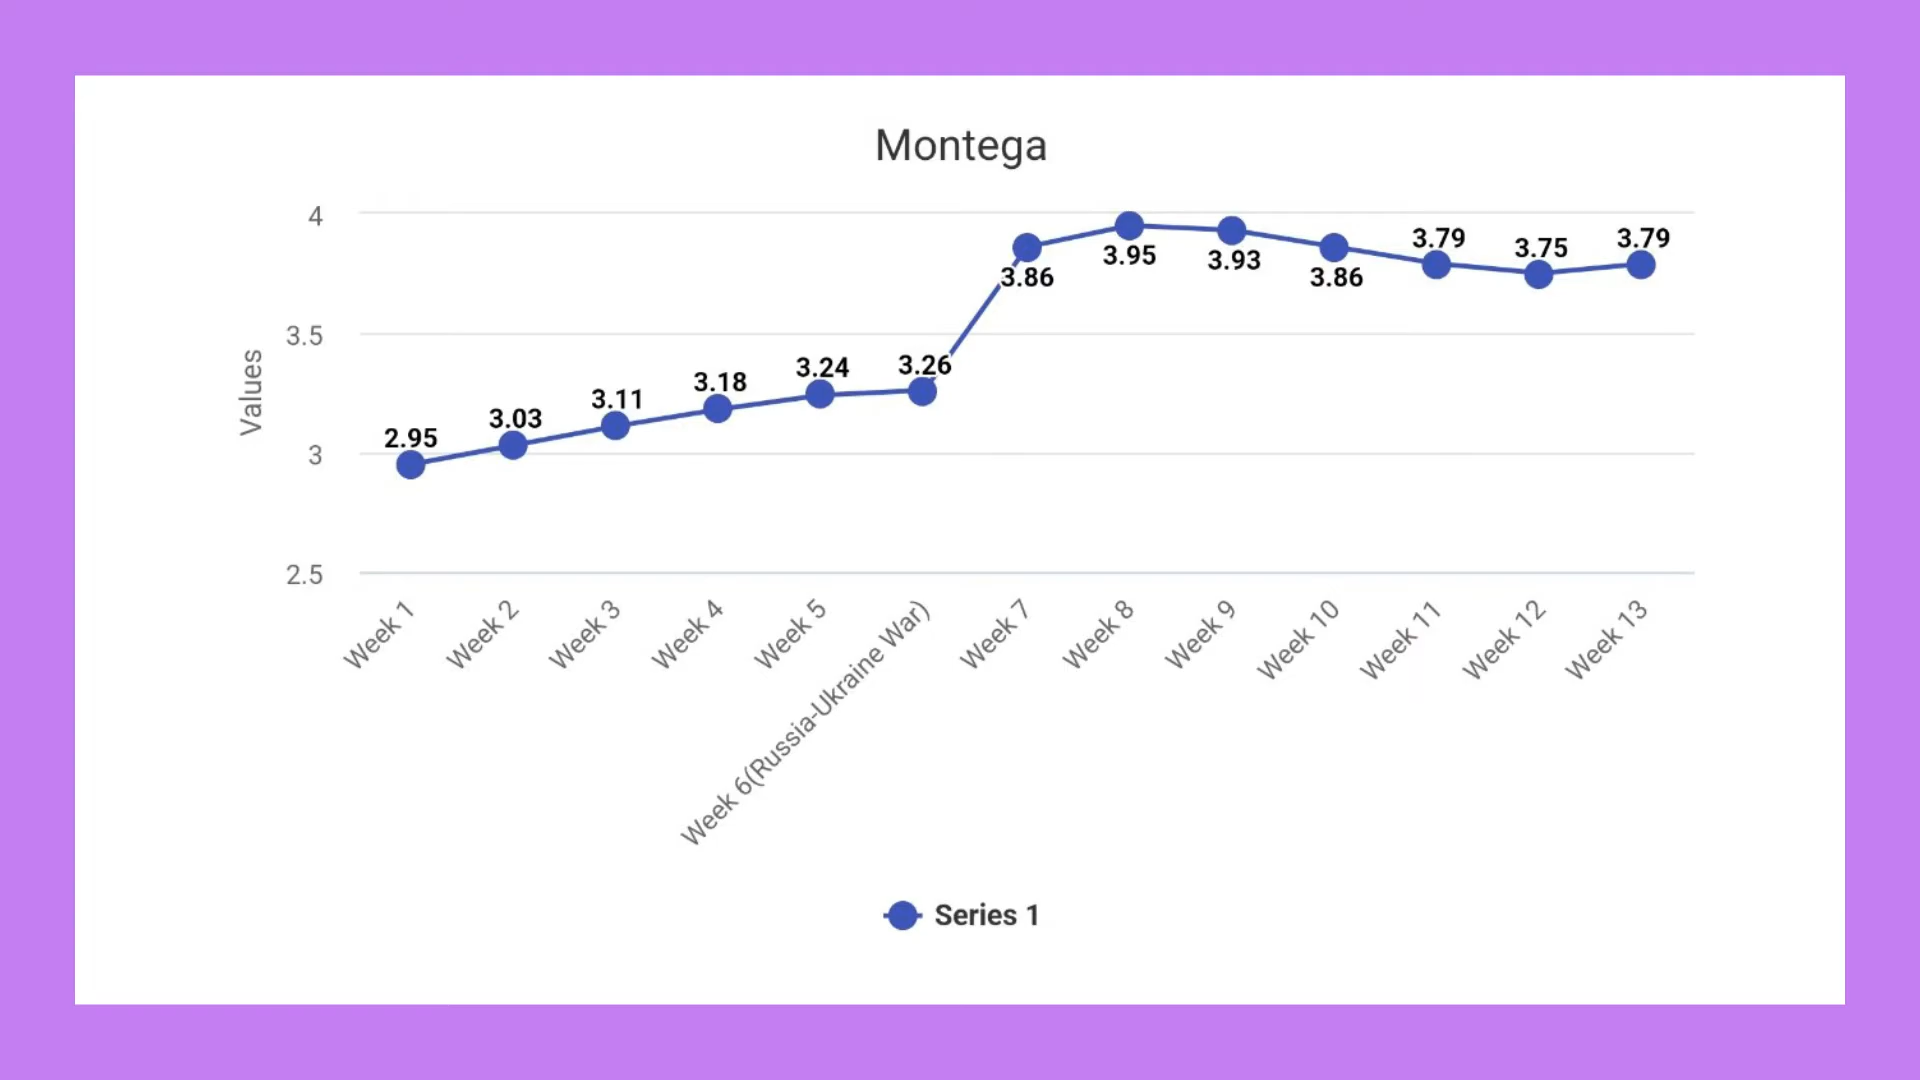 Montega
4
3.5
3
2.5
Values
2.95
3.03
3.11
3.18
3.24
3.26
3.86
3.95
3.93
3.86
3.79
3.75
3.79
Week 1
Week 2
Week 3
Week 4
Week 5
Week 6(Russia-Ukraine War)
Week 7
Week 8
Week 9
Week 10
Week 11
Week 12
Week 13
Series 1